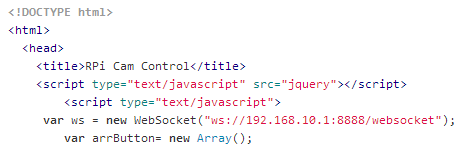 <!DOCTYPE html>
<html>
<head>
<title>RPi Cam Control</title>
<script type="text/javascript" src="jquery"></script>
<script type="text/javascript">
var ws = new WebSocket("ws://192.168.10.1:8888/websocket");
var arrButton= new Array();